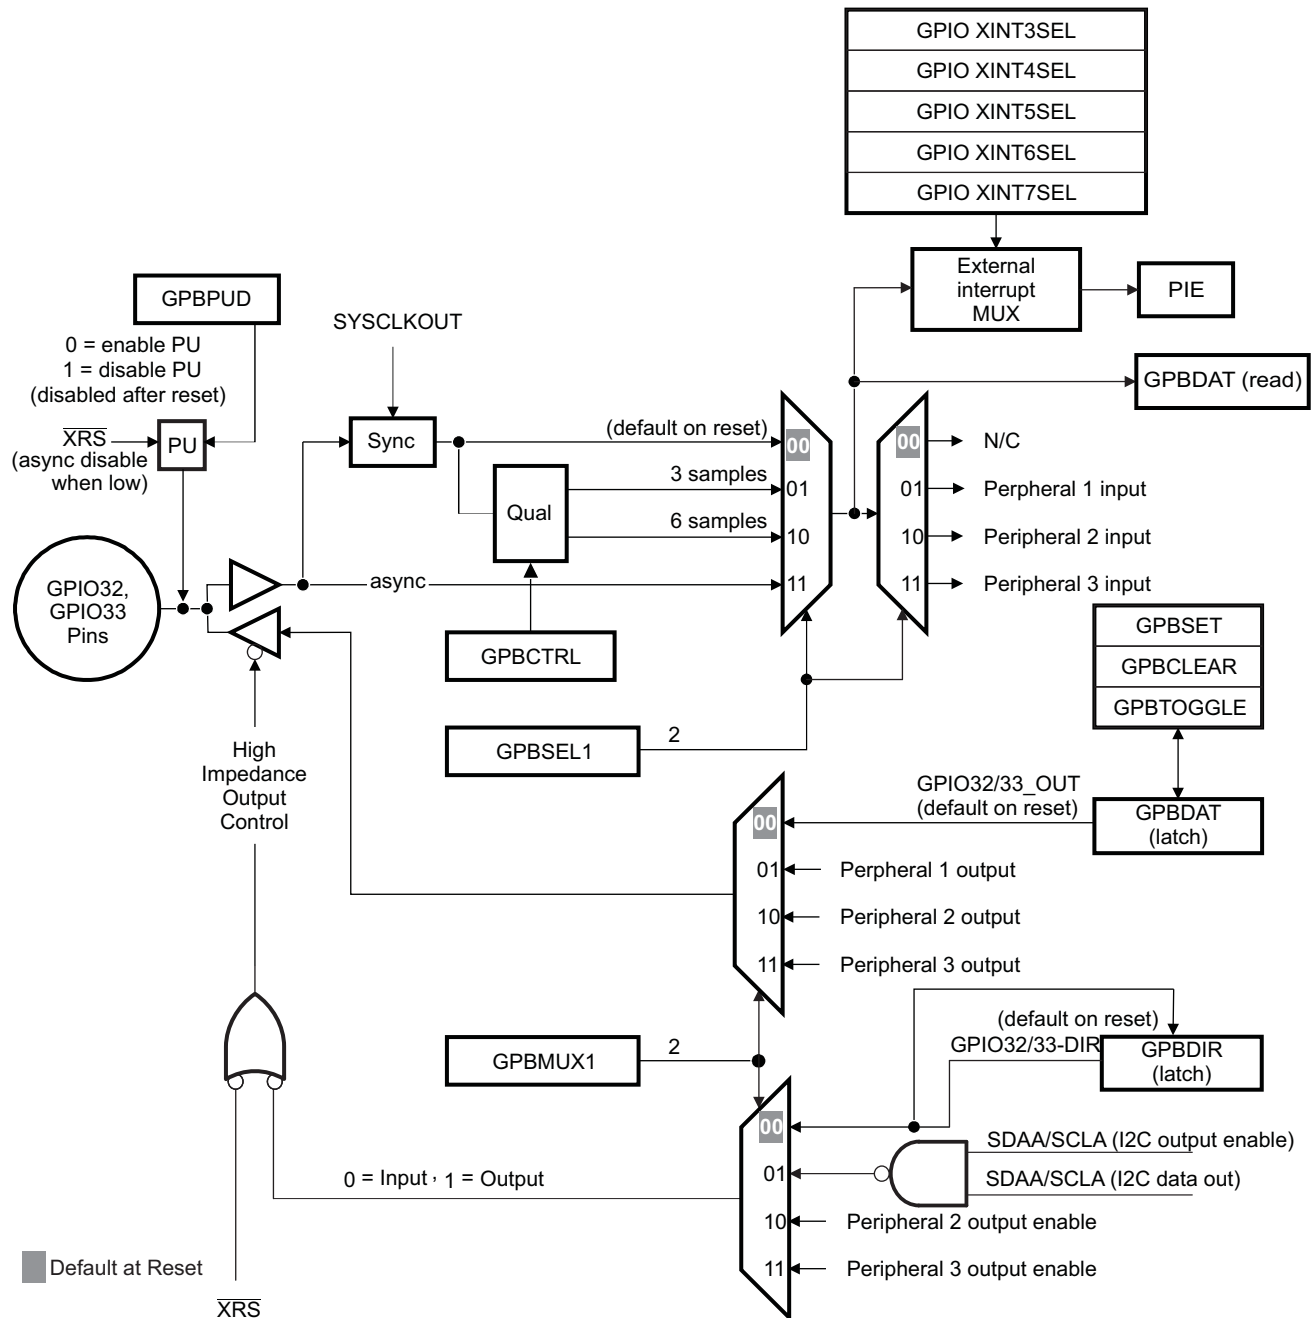 GPIO XINT3SEL
GPIO XINT4SEL
GPIO XINT5SEL
GPIO XINT6SEL
GPIO XINT7SEL
External
interrupt
MUX
PIE
GPBPUD
SYSCLKOUT
0 = enable PU
1 = disable PU
(disabled after reset)
GPBDAT (read)
XRS
(async disable
when low)
PU
Sync
(default on reset)
00
3 samples
01
Qual
6 samples
10
async
11
00
N/C
01
Perpheral 1 input
10
Peripheral 2 input
11
Peripheral 3 input
GPIO32,
GPIO33
Pins
GPBCTRL
GPBSET
GPBCLEAR
GPBTOGGLE
GPBSEL1
2
High
Impedance
Output
Control
GPIO32/33_OUT
(default on reset)
GPBDAT
(latch)
00
01
Perpheral 1 output
10
Peripheral 2 output
11
Peripheral 3 output
GPBMUX1
2
(default on reset)
GPIO32/33-DIR
GPBDIR
(latch)
00
SDAA/SCLA (I2C output enable)
01
SDAA/SCLA (I2C data out)
0 = Input, 1 = Output
10
Peripheral 2 output enable
11
Peripheral 3 output enable
Default at Reset
XRS